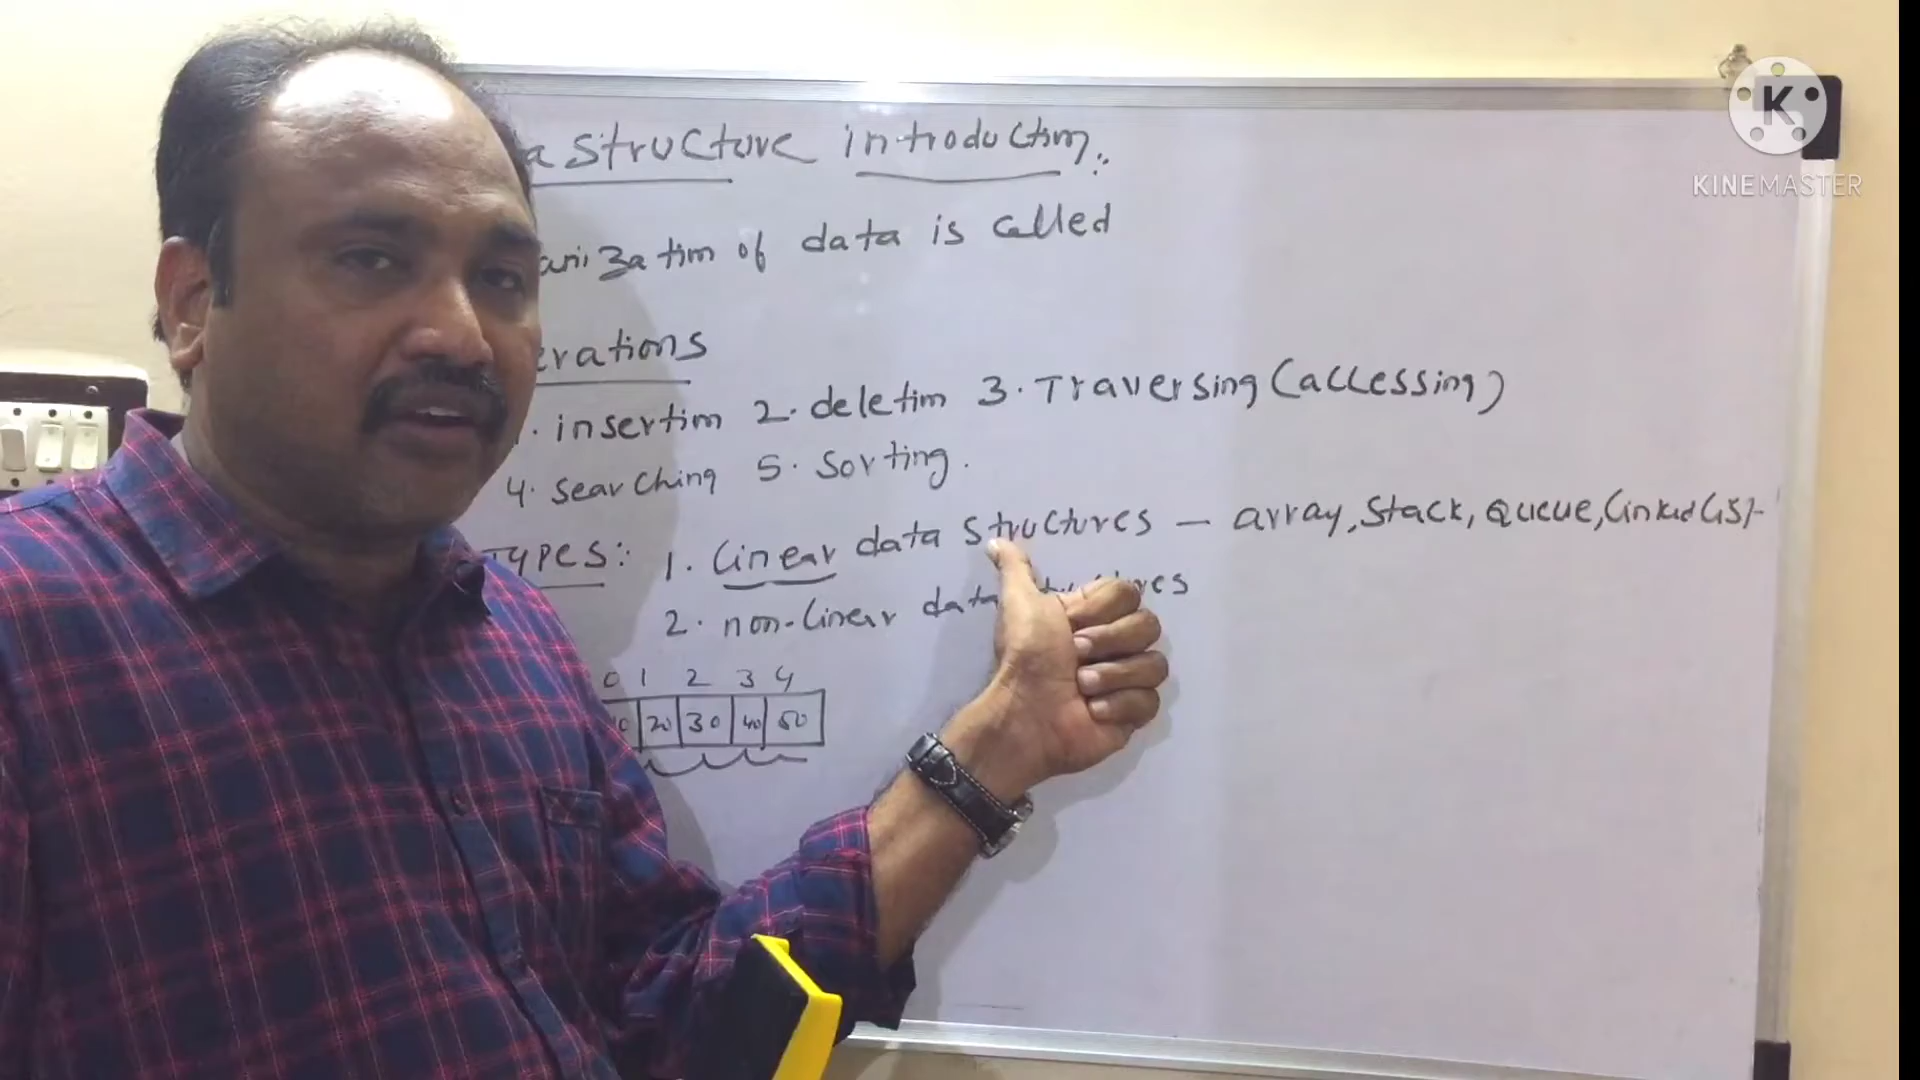 a structure introduction:
anization of data is called
erations
1. insertion 2. deletion 3. Traversing (accessing)
4. searching 5. sorting.
Types: 1. Linear data structures - array, Stack, Queue, Linked list
2. non-linear data
0 1 2 3 4
20 30 40 50
K
KINEMASTER